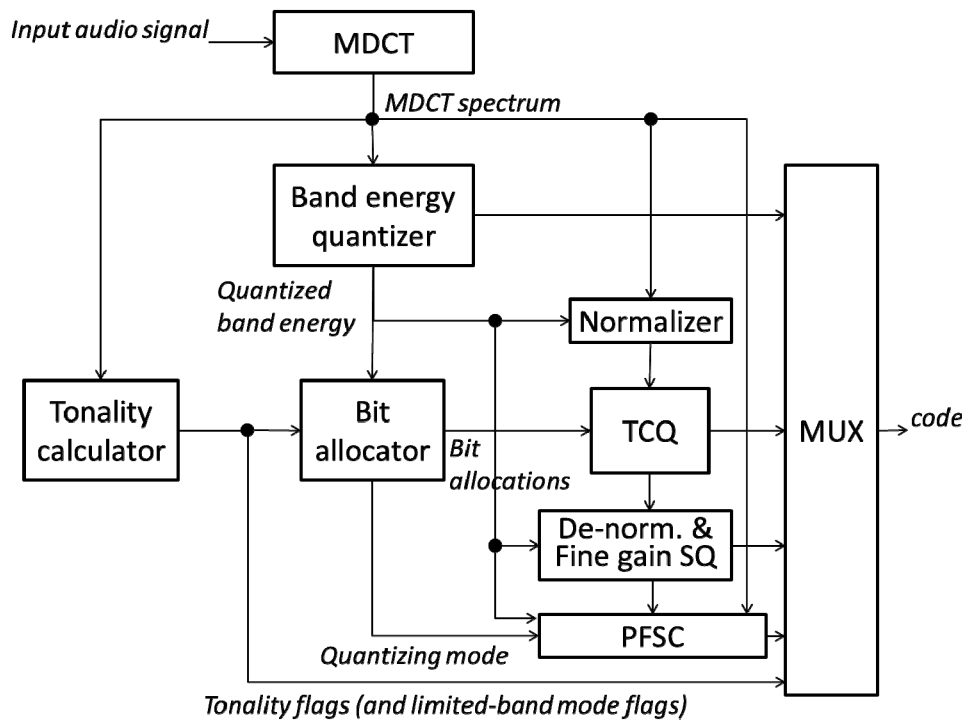 Input audio signal
MDCT
MDCT spectrum
Band energy
quantizer
Quantized
band energy
Normalizer
Tonality
calculator
Bit
allocator
Bit
allocations
TCQ
MUX
code
De-norm. &
Fine gain SQ
PFSC
Quantizing mode
Tonality flags (and limited-band mode flags)